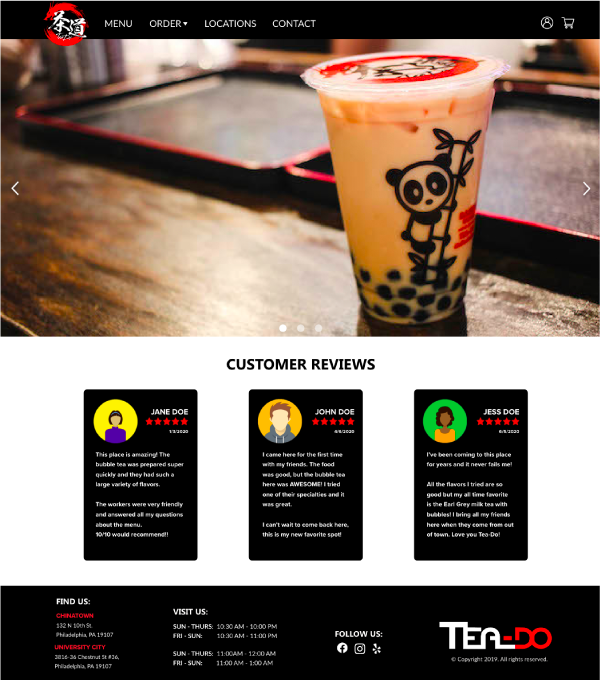 茶道
MENU
ORDER
LOCATIONS
CONTACT
CUSTOMER REVIEWS
JANE DOE
7/3/2020
This place is amazing! The
bubble tea was prepared super
quickly and they had such a
large variety of flavors.
The workers were very friendly
and answered all my questions
about the menu.
10/10 would recommend!!
JOHN DOE
6/6/2020
I came here for the first time
with my friends. The food
was good, but the bubble tea
here was AWESOME! I tried
one of their specialties and it
was great.
I can't wait to come back here,
this is my new favorite spot!
JESS DOE
6/5/2020
I've been coming to this place
for years and it never fails me!
All the flavors I tried are so
good but my all time favorite
is the Earl Grey milk tea with
bubbles! I bring all my friends
here when they come from out
of town. Love you Tea-Do!
FIND US:
CHINATOWN
132 N 10th St.
Philadelphia, PA 19107
UNIVERSITY CITY
3816-36 Chestnut St #36,
Philadelphia, PA 19107
VISIT US:
SUN - THURS: 10:30 AM - 10:00 PM
FRI - SUN: 10:30 AM - 11:00 PM
SUN - THURS: 11:00AM - 12:00 AM
FRI - SUN: 11:00 AM - 1:00 AM
FOLLOW US:
TEA-DO
© Copyright 2019. All rights reserved.